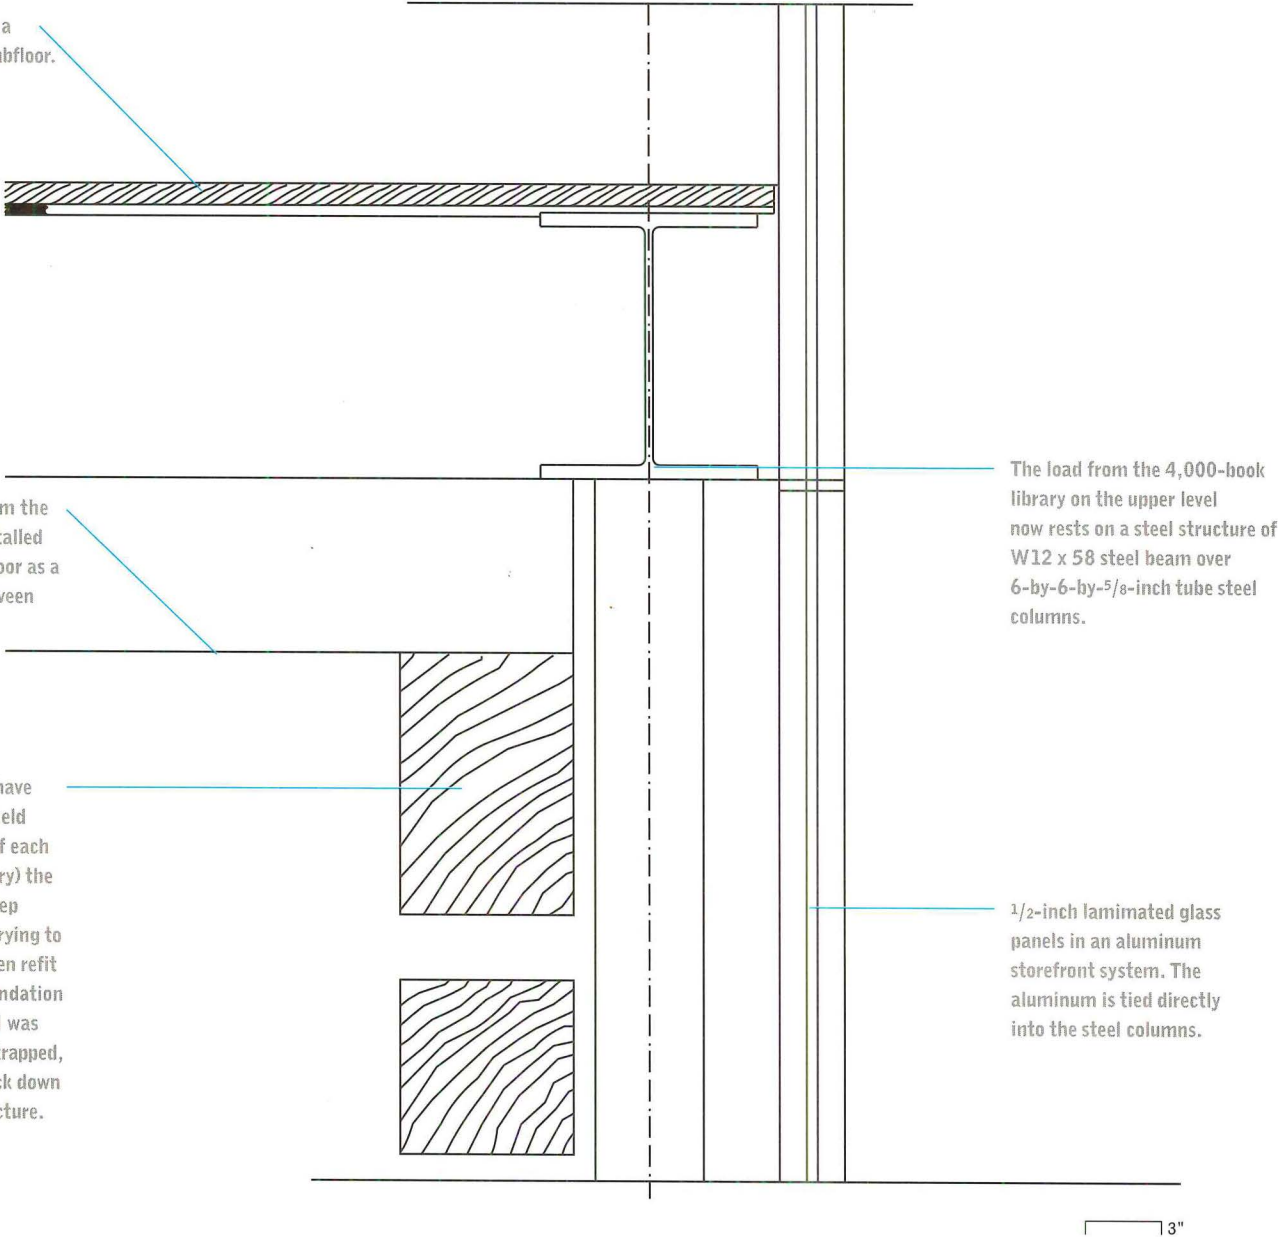 a
bfloor.
m the
talled
oor as a
ween
have
eld
f each
ry) the
ep
rying to
en refit
ndation
was
rapped,
ck down
cture.
The load from the 4,000-book
library on the upper level
now rests on a steel structure of
W12 x 58 steel beam over
6-by-6-by-5/8-inch tube steel
columns.
1/2-inch lamimated glass
panels in an aluminum
storefront system. The
aluminum is tied directly
into the steel columns.
3"